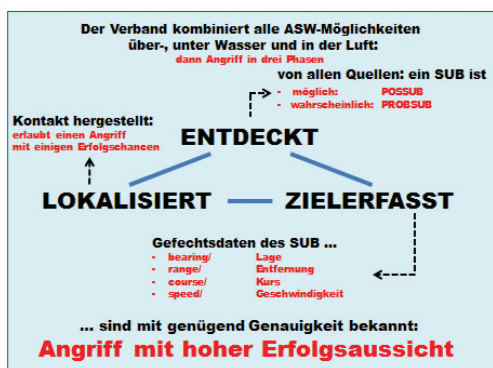 Der Verband kombiniert alle ASW-Möglichkeiten
über-, unter Wasser und in der Luft:
dann Angriff in drei Phasen
von allen Quellen: ein SUB ist
- möglich: POSSUB
- wahrscheinlich: PROBSUB
Kontakt hergestellt:
erlaubt einen Angriff
mit einigen Erfolgschancen
ENTDECKT
LOKALISIERT
ZIELERFASST
Gefechtsdaten des SUB ...
- bearing/ Lage
- range/ Entfernung
- course/ Kurs
- speed/ Geschwindigkeit
... sind mit genügend Genauigkeit bekannt:
Angriff mit hoher Erfolgsaussicht